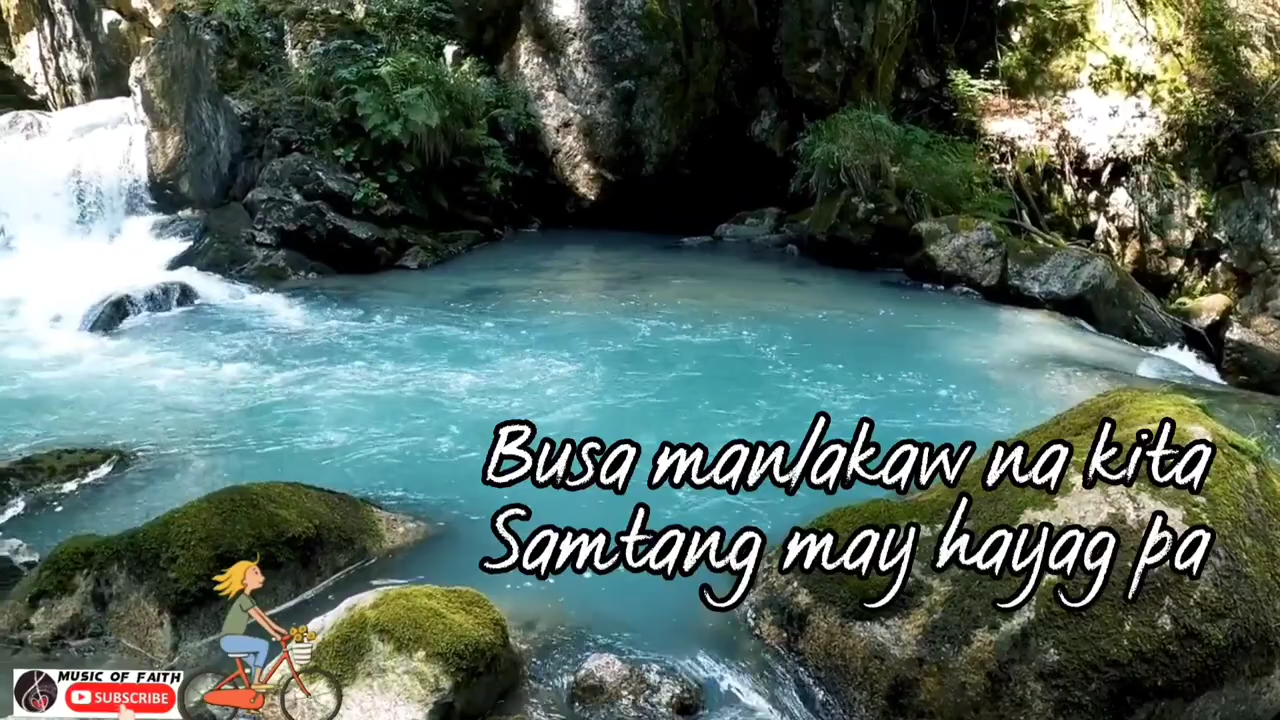 Busa manlakaw na kita
Samtang may hayag pa
MUSIC OF FAITH
SUBSCRIBE